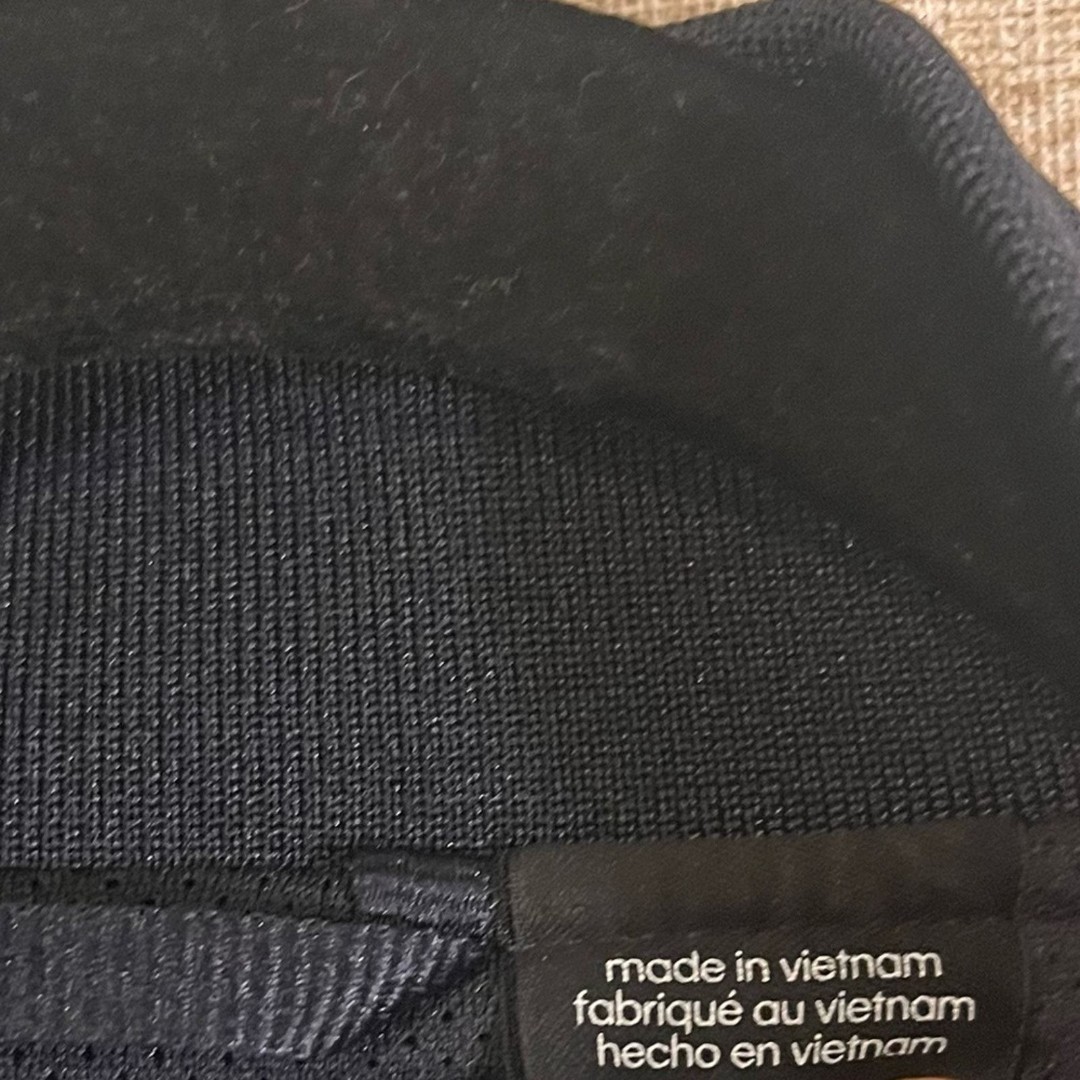 made in vietnam
fabriqué au vietnam
hecho en vietnam